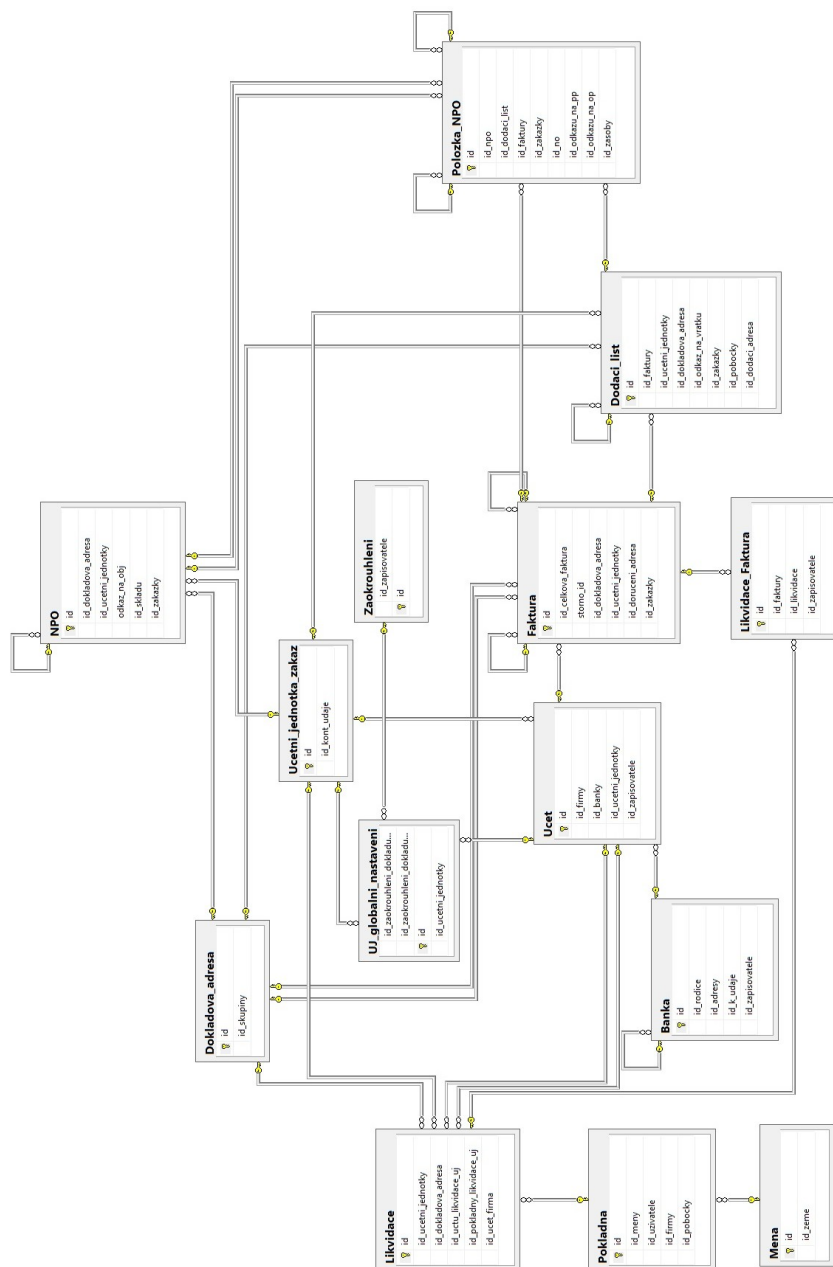 Polozka_NPO
id
id_npo
id_dodaci_list
id_faktury
id_zakazky
id_no
id_odkazu_na_pp
id_odkazu_na_op
id_zasoby
Dodaci_list
id
id_faktury
id_ucetni_jednotky
id_dokladova_adresa
id_odkaz_na_vratku
id_zakazky
id_pobocky
id_dodaci_adresa
NPO
id
id_dokladova_adresa
id_ucetni_jednotky
odkaz_na_obj
id_skladu
id_zakazky
Zaokrouhleni
id_zapisovatele
id
Faktura
id
id_celkova_faktura
storno_id
id_dokladova_adresa
id_ucetni_jednotky
id_doruceni_adresa
id_zakazky
Likvidace_Faktura
id
id_faktury
id_likvidace
id_zapisovatele
Ucetni_jednotka_zakaz
id
id_kont_udaje
Ucet
id
id_firmy
id_banky
id_ucetni_jednotky
id_zapisovatele
UJ_globalni_nastaveni
id_zaokrouhleni_dokladu...
id_zaokrouhleni_dokladu...
id
id_ucetni_jednotky
Dokladova_adresa
id
id_skupiny
Banka
id
id_rodice
id_adresy
id_k_udaje
id_zapisovatele
Likvidace
id
id_ucetni_jednotky
id_dokladova_adresa
id_uctu_likvidace_uj
id_pokladny_likvidace_uj
id_ucet_firma
Pokladna
id
id_meny
id_uzivatele
id_firmy
id_pobocky
Mena
id
id_zeme